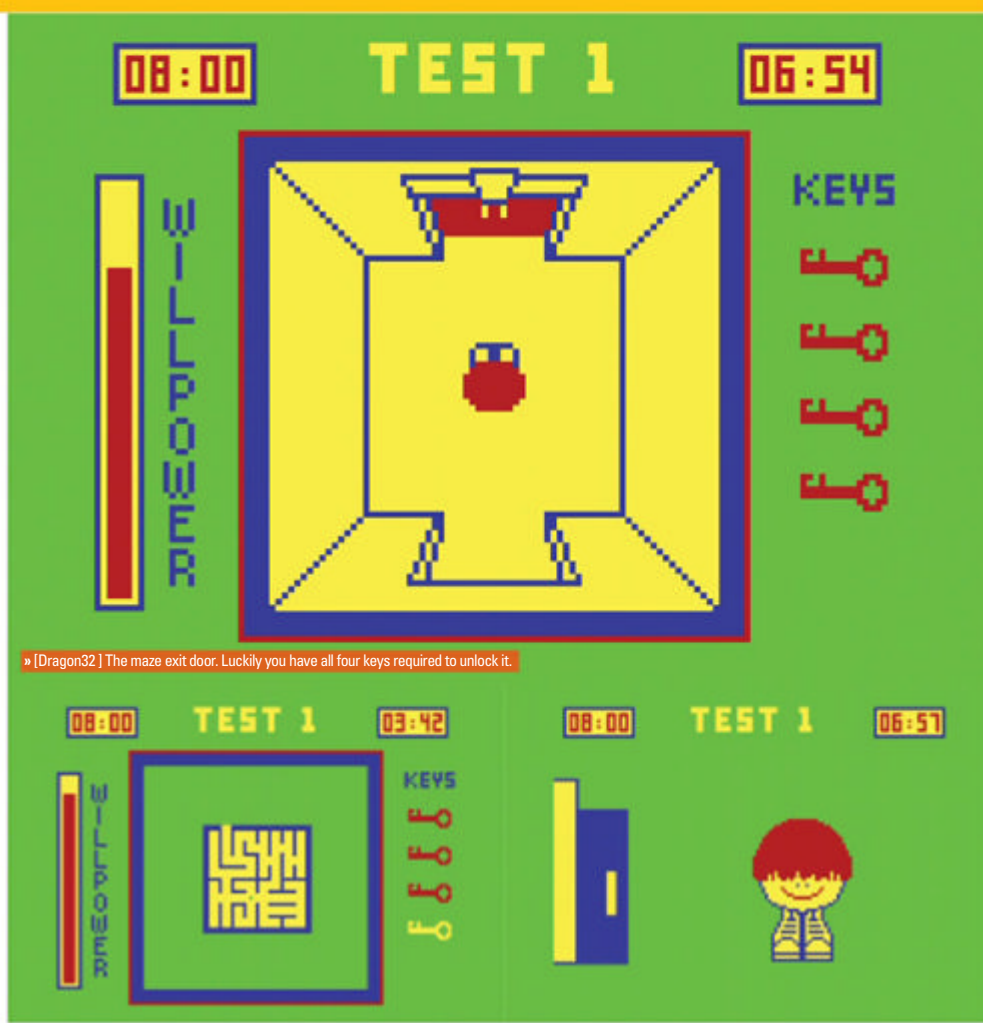 08:00 TEST 1 06:54
WILLPOWER
KEYS
» [Dragon32 ] The maze exit door. Luckily you have all four keys required to unlock it.
08:00 TEST 1 03:42
WILLPOWER
KEYS
08:00 TEST 1 06:57